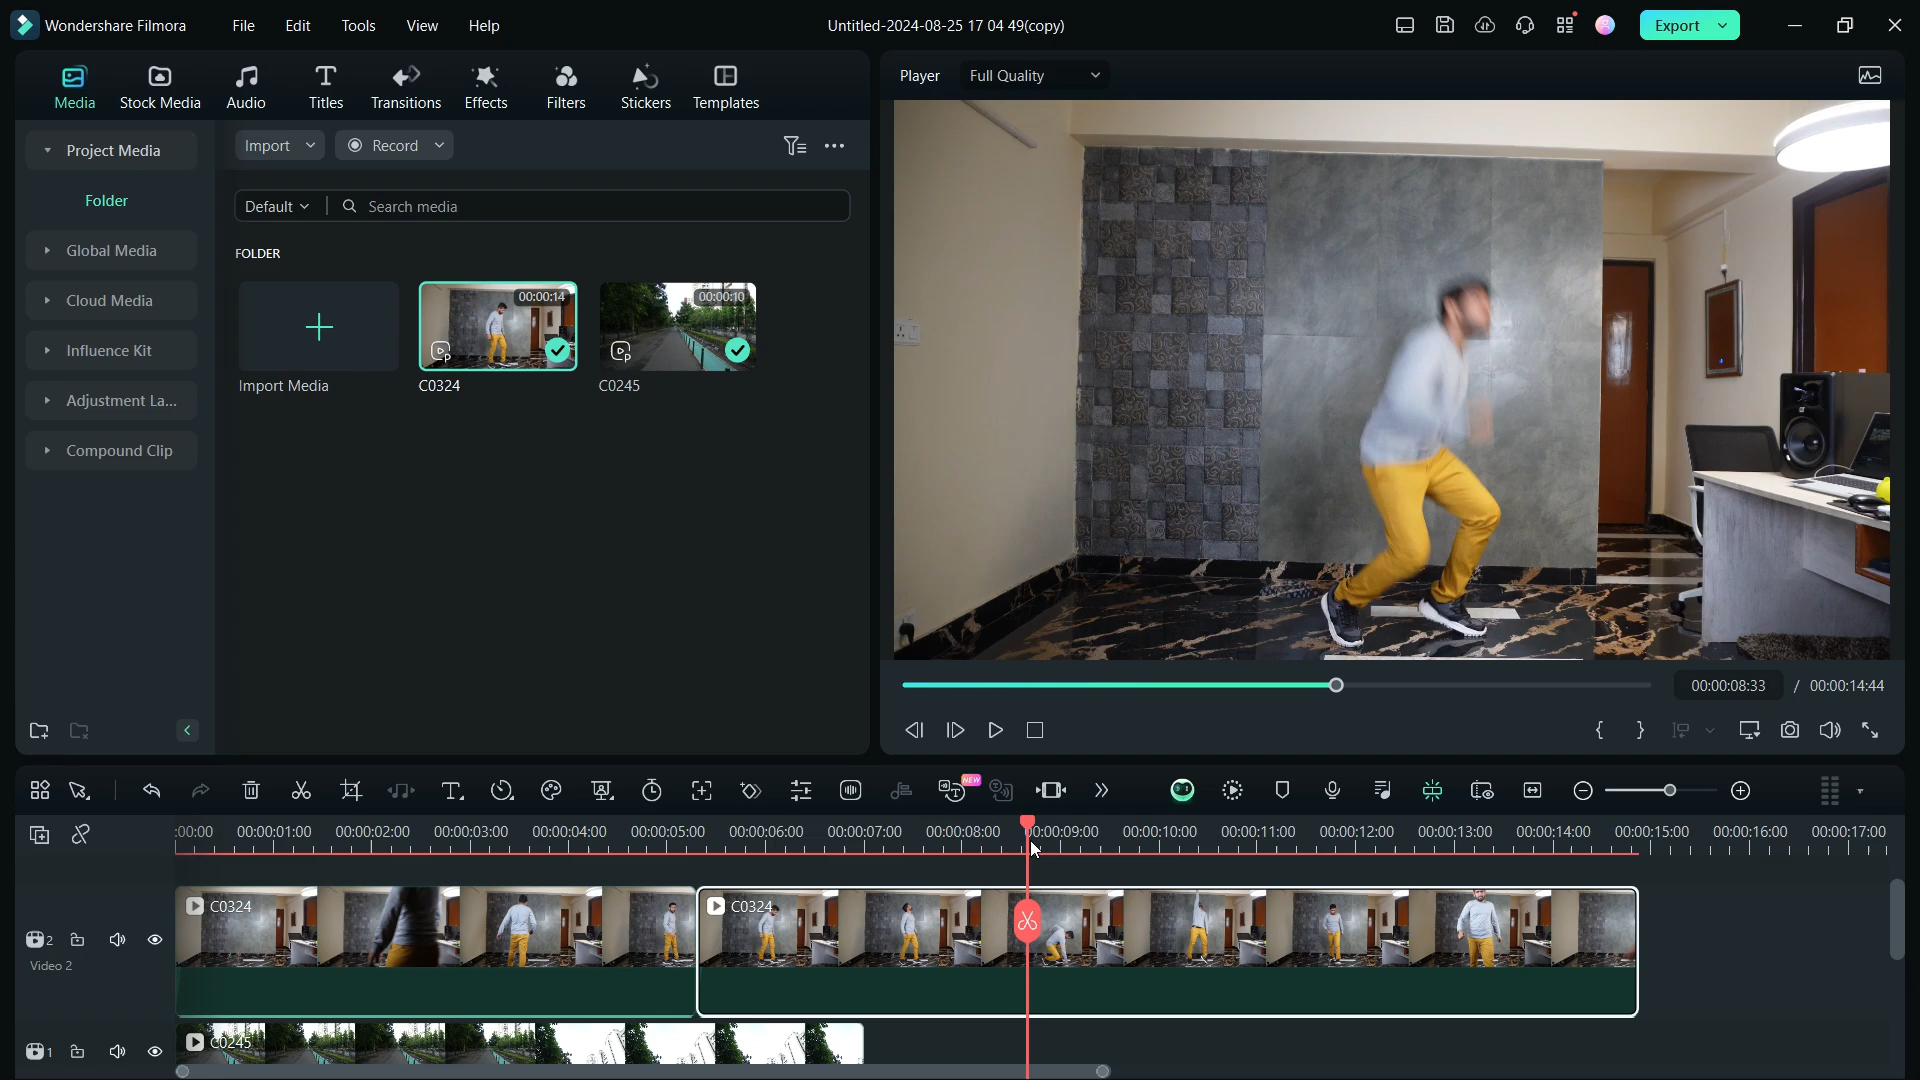 Wondershare Filmora
File
Edit
Tools
View
Help
Untitled-2024-08-25 17 04 49(copy)
Export
Media
Stock Media
Audio
Titles
Transitions
Effects
Filters
Stickers
Templates
Player
Full Quality
Project Media
Folder
Global Media
Cloud Media
Influence Kit
Adjustment La...
Compound Clip
Import
Record
Default
Search media
FOLDER
Import Media
00:00:14
C0324
00:00:10
C0245
00:00:08:33 / 00:00:14:44
NEW
:00:00 00:00:01:00 00:00:02:00 00:00:03:00 00:00:04:00 00:00:05:00 00:00:06:00 00:00:07:00 00:00:08:00 00:00:09:00 00:00:10:00 00:00:11:00 00:00:12:00 00:00:13:00 00:00:14:00 00:00:15:00 00:00:16:00 00:00:17:00
C0324
C0324
2
Video 2
1
C0245